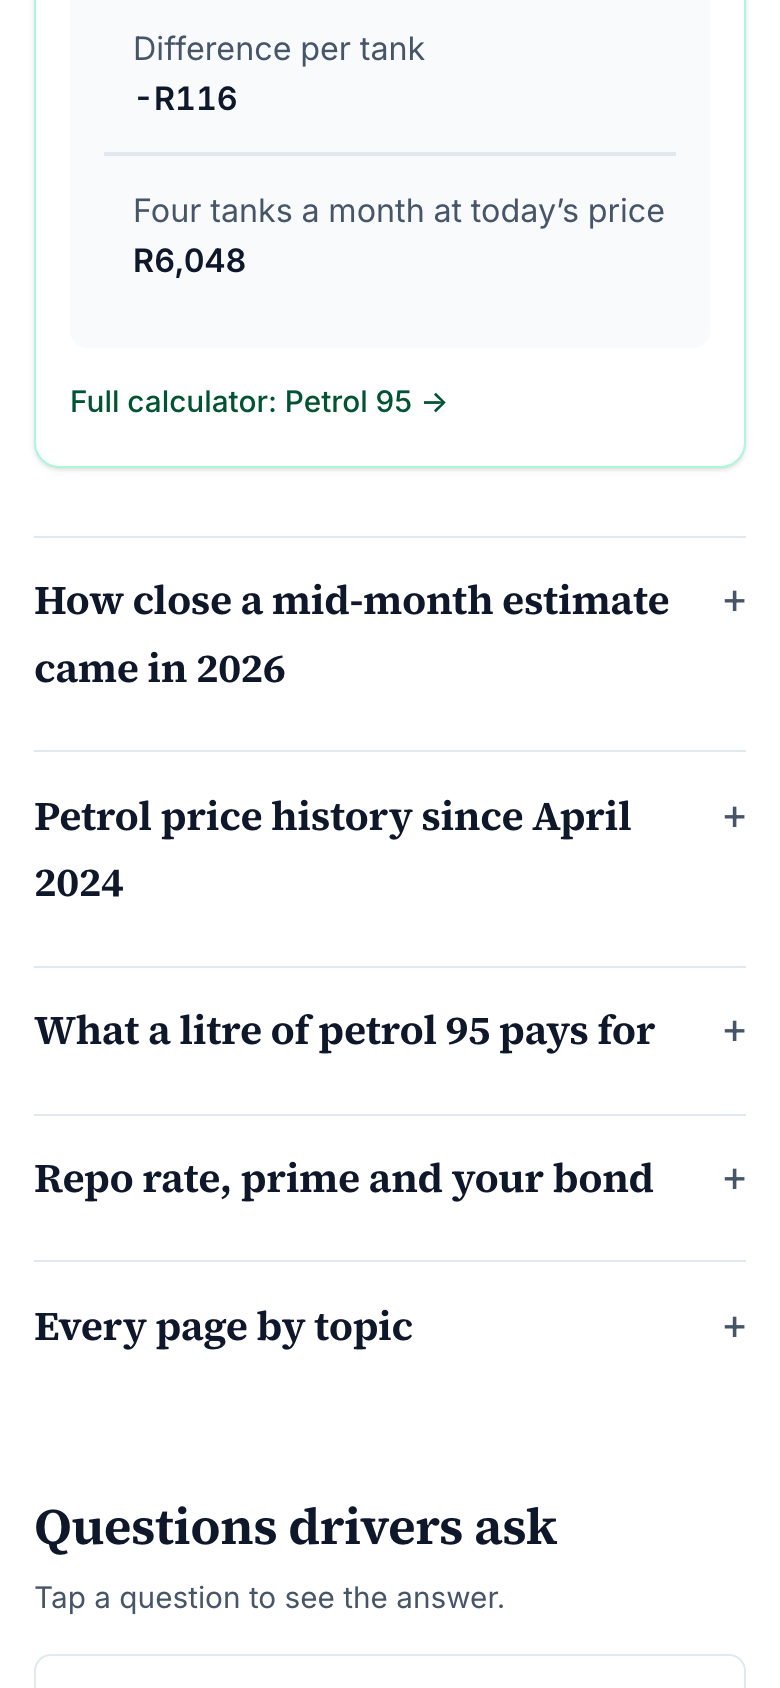 Difference per tank
-R116
Four tanks a month at today’s price
R6,048
Full calculator: Petrol 95 →
How close a mid-month estimate +
came in 2026
Petrol price history since April +
2024
What a litre of petrol 95 pays for +
Repo rate, prime and your bond +
Every page by topic +
Questions drivers ask
Tap a question to see the answer.